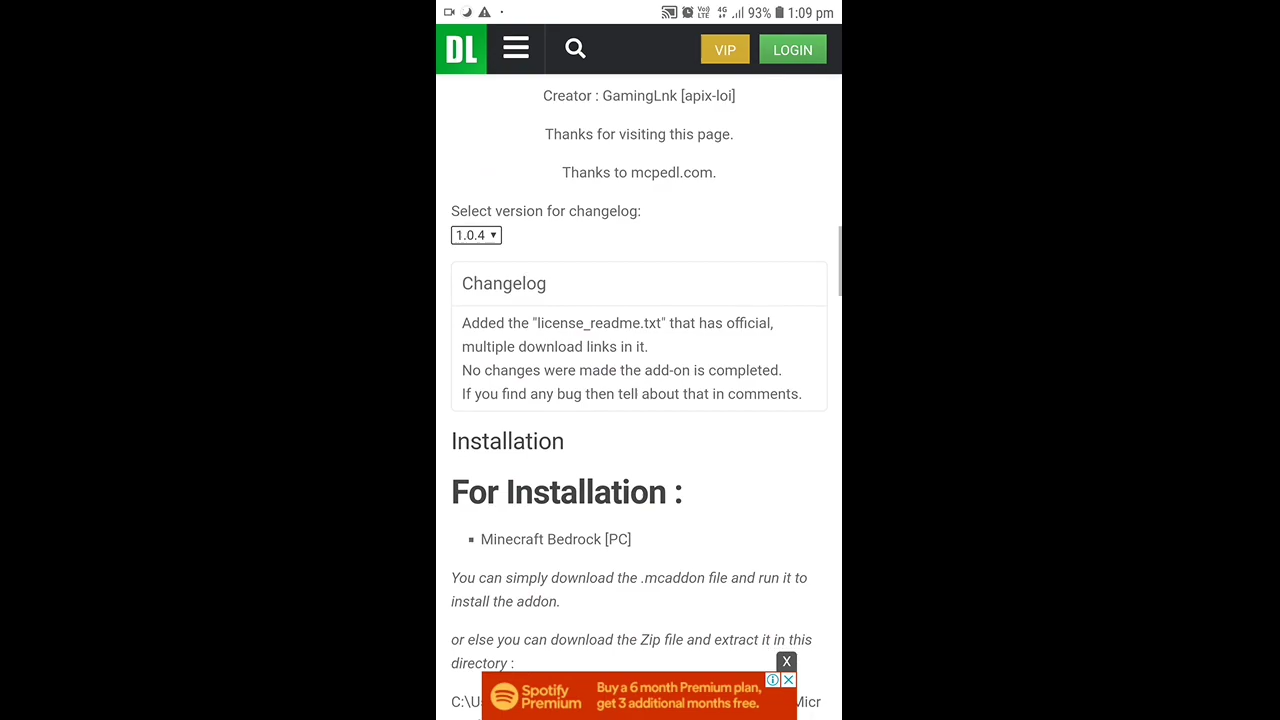 VoI) LTE 4G 93% 1:09 pm
DL VIP LOGIN
Creator : GamingLnk [apix-loi]
Thanks for visiting this page.
Thanks to mcpedl.com.
Select version for changelog:
1.0.4
Changelog
Added the "license_readme.txt" that has official,
multiple download links in it.
No changes were made the add-on is completed.
If you find any bug then tell about that in comments.
Installation
For Installation :
Minecraft Bedrock [PC]
You can simply download the .mcaddon file and run it to
install the addon.
or else you can download the Zip file and extract it in this
directory :
X
Spotify Premium
Buy a 6 month Premium plan,
get 3 additional months free.